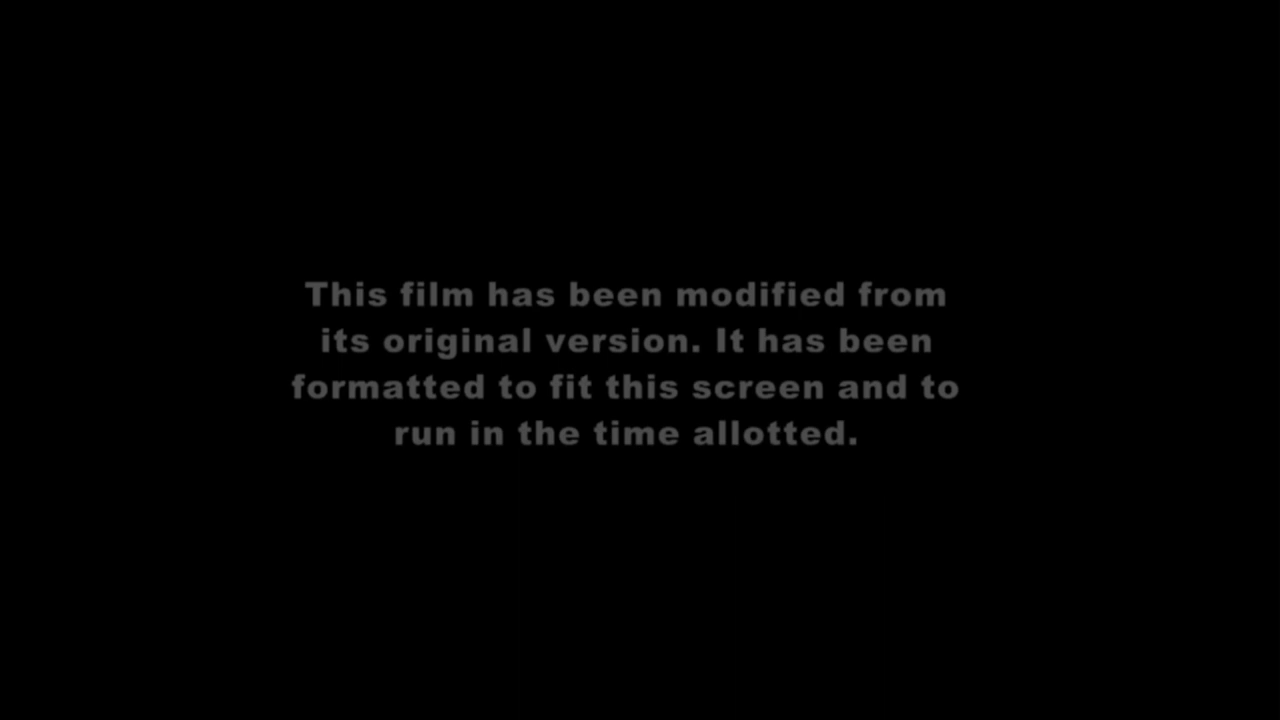 This film has been modified from
its original version. It has been
formatted to fit this screen and to
run in the time allotted.